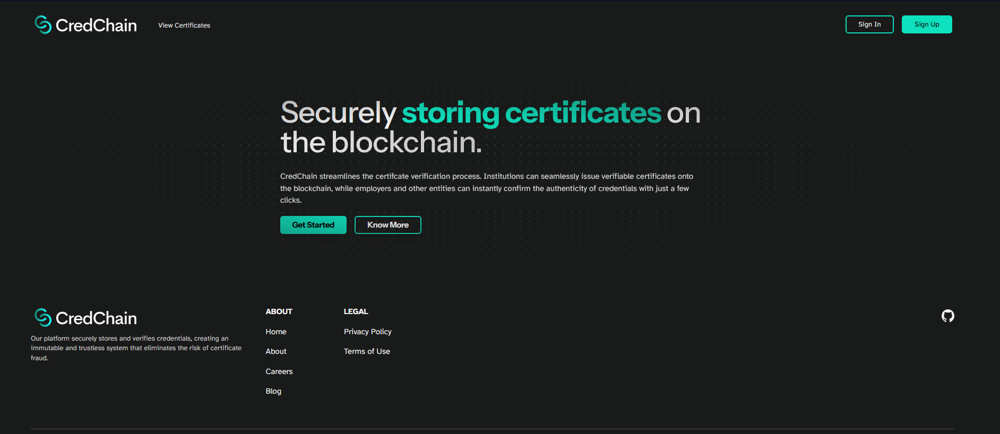 CredChain
View Certificates
Sign In
Sign Up
Securely storing certificates on
the blockchain.
CredChain streamlines the certifcate verification process. Institutions can seamlessly issue verifiable certificates onto
the blockchain, while employers and other entities can instantly confirm the authenticity of credentials with just a few
clicks.
Get Started
Know More
CredChain
Our platform securely stores and verifies credentials, creating an
immutable and trustless system that eliminates the risk of certificate
fraud.
ABOUT
Home
About
Careers
Blog
LEGAL
Privacy Policy
Terms of Use